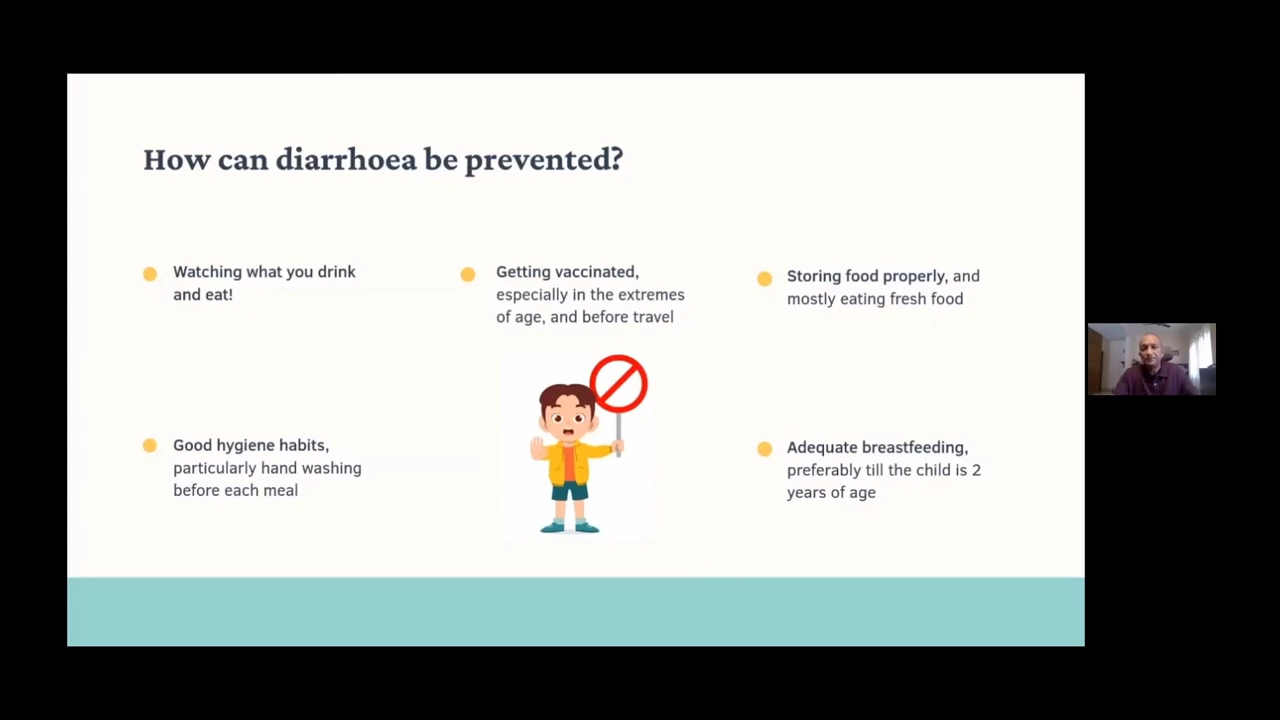 How can diarrhoea be prevented?
Watching what you drink
and eat!
Getting vaccinated,
especially in the extremes
of age, and before travel
Storing food properly, and
mostly eating fresh food
Good hygiene habits,
particularly hand washing
before each meal
Adequate breastfeeding,
preferably till the child is 2
years of age